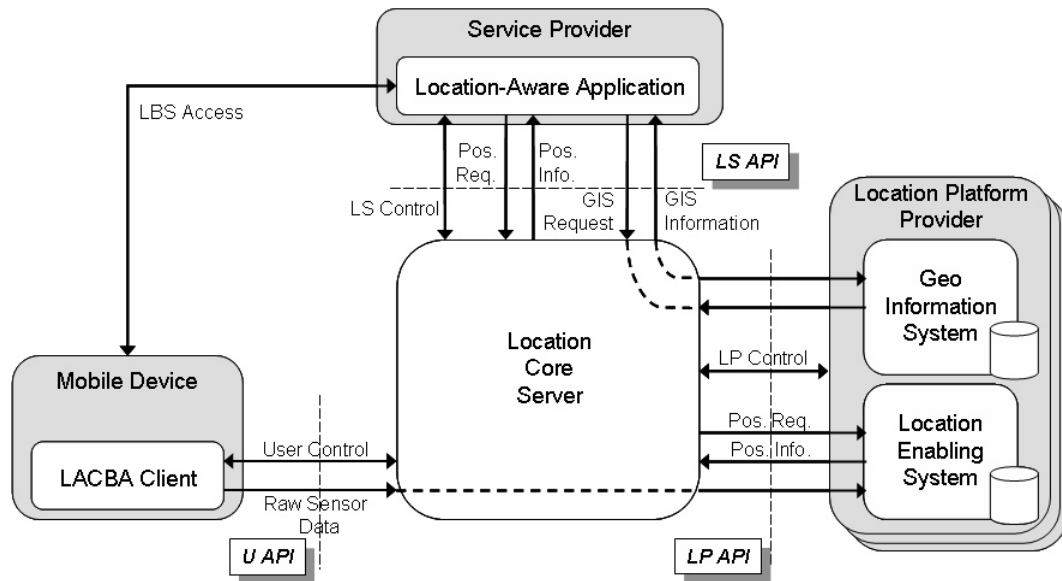 Service Provider
Location-Aware Application
LBS Access
Pos.
Req.
Pos.
Info.
LS API
LS Control
GIS
Request
GIS
Information
Location Platform
Provider
Geo
Information
System
Location
Core
Server
LP Control
Mobile Device
LACBA Client
User Control
Raw Sensor
Data
Pos. Req.
Pos. Info.
Location
Enabling
System
U API
LP API